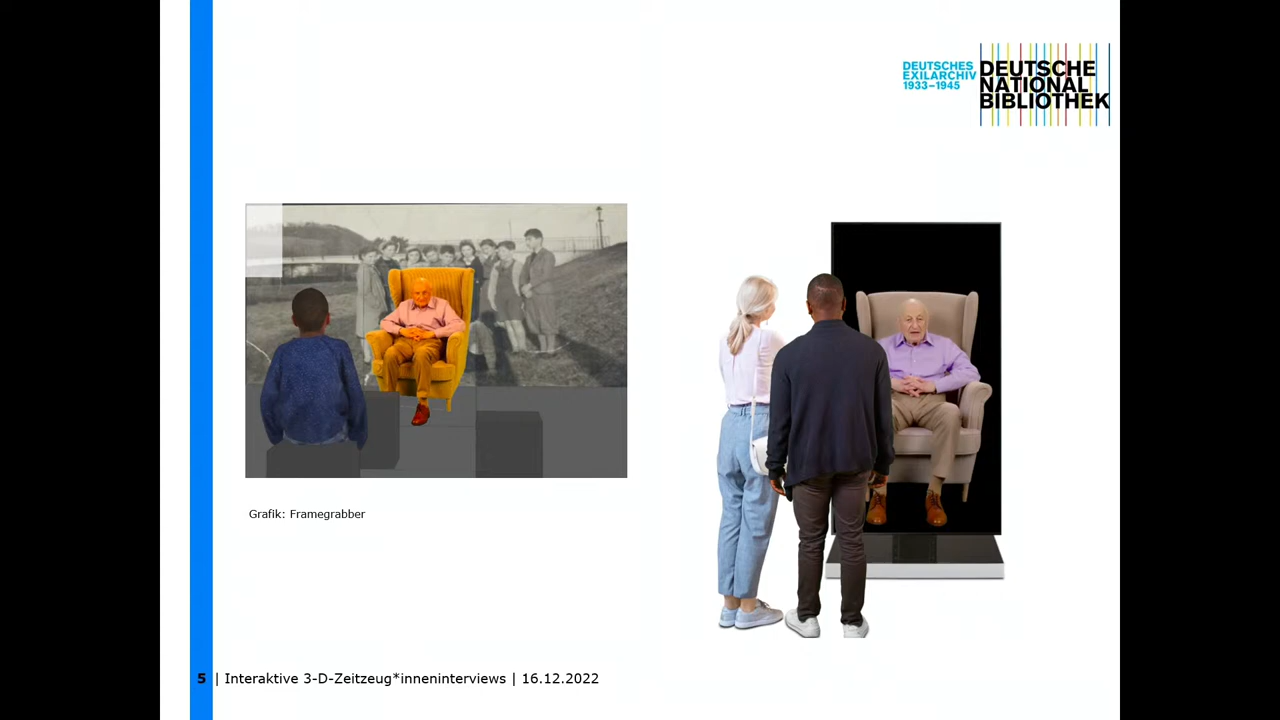 DEUTSCHES
EXILARCHIV
1933–1945
DEUTSCHE
NATIONAL
BIBLIOTHEK
Grafik: Framegrabber
5 | Interaktive 3-D-Zeitzeug*inneninterviews | 16.12.2022